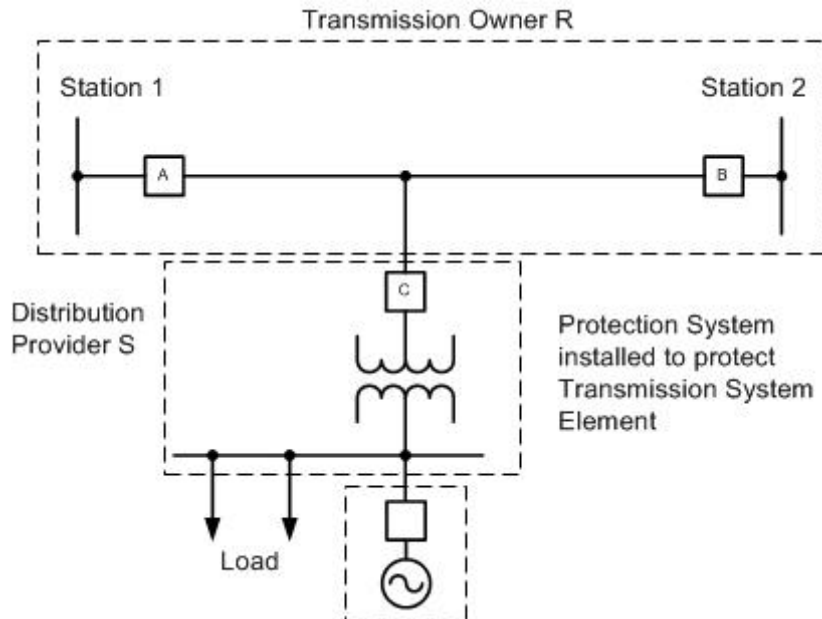 Transmission Owner R
Station 1
Station 2
A
B
C
Distribution
Provider S
Protection System
installed to protect
Transmission System
Element
Load